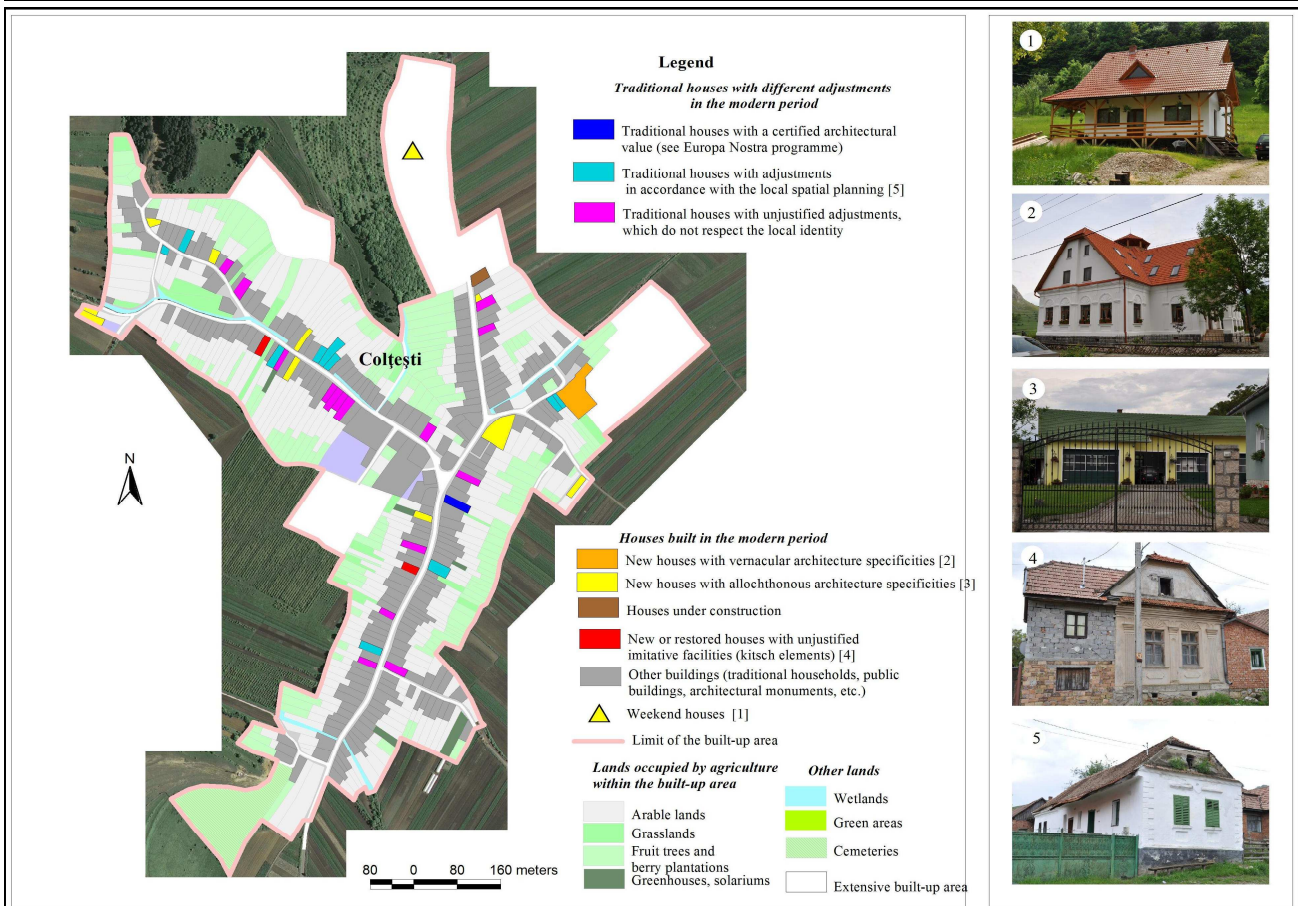 Legend
Traditional houses with different adjustments
in the modern period
Traditional houses with a certified architectural
value (see Europa Nostra programme)
Traditional houses with adjustments
in accordance with the local spatial planning [5]
Traditional houses with unjustified adjustments,
which do not respect the local identity
Colţeşti
N
Houses built in the modern period
New houses with vernacular architecture specificities [2]
New houses with allochthonous architecture specificities [3]
Houses under construction
New or restored houses with unjustified
imitative facilities (kitsch elements) [4]
Other buildings (traditional households, public
buildings, architectural monuments, etc.)
Weekend houses [1]
Limit of the built-up area
Lands occupied by agriculture
within the built-up area
Arable lands
Grasslands
Fruit trees and
berry plantations
Greenhouses, solariums
Other lands
Wetlands
Green areas
Cemeteries
Extensive built-up area
80 0 80 160 meters
1
2
3
4
5